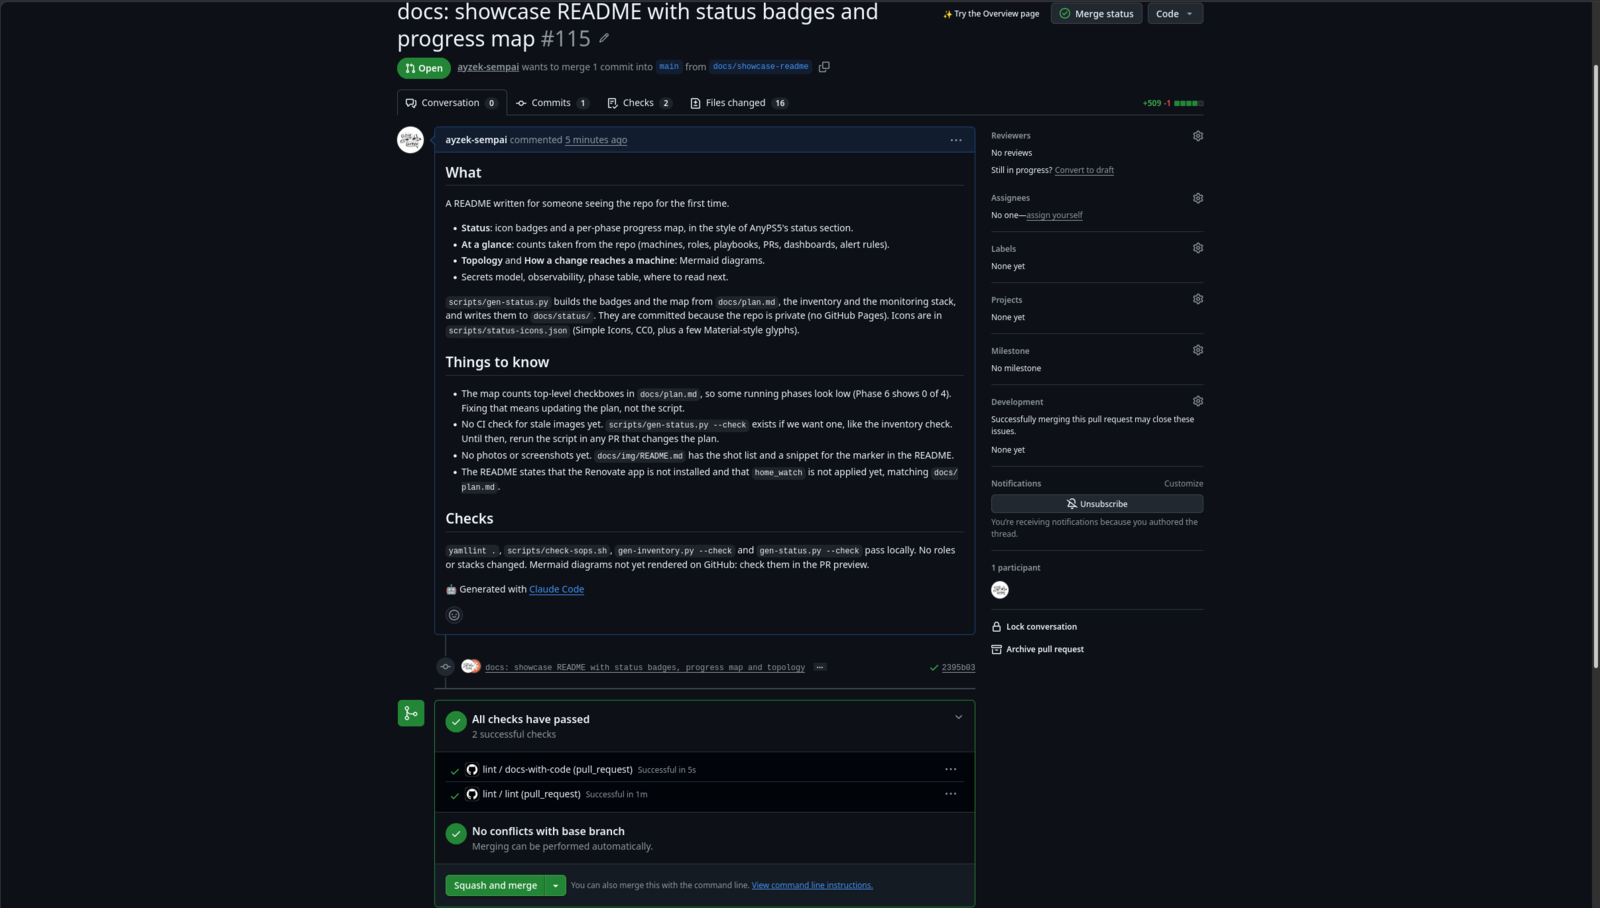 docs: showcase README with status badges and
progress map #115
✨ Try the Overview page
Merge status
Code
Open
ayzek-sempai wants to merge 1 commit into main from docs/showcase-readme
Conversation 0
Commits 1
Checks 2
Files changed 16
+509 -1
ayzek-sempai commented 5 minutes ago
What
A README written for someone seeing the repo for the first time.
• Status: icon badges and a per-phase progress map, in the style of AnyPS5's status section.
• At a glance: counts taken from the repo (machines, roles, playbooks, PRs, dashboards, alert rules).
• Topology and How a change reaches a machine: Mermaid diagrams.
• Secrets model, observability, phase table, where to read next.
scripts/gen-status.py builds the badges and the map from docs/plan.md, the inventory and the monitoring stack,
and writes them to docs/status/. They are committed because the repo is private (no GitHub Pages). Icons are in
scripts/status-icons.json (Simple Icons, CC0, plus a few Material-style glyphs).
Things to know
• The map counts top-level checkboxes in docs/plan.md, so some running phases look low (Phase 6 shows 0 of 4).
Fixing that means updating the plan, not the script.
• No CI check for stale images yet. scripts/gen-status.py --check exists if we want one, like the inventory check.
Until then, rerun the script in any PR that changes the plan.
• No photos or screenshots yet. docs/img/README.md has the shot list and a snippet for the marker in the README.
• The README states that the Renovate app is not installed and that home_watch is not applied yet, matching docs/
plan.md.
Checks
yamllint ., scripts/check-sops.sh, gen-inventory.py --check and gen-status.py --check pass locally. No roles
or stacks changed. Mermaid diagrams not yet rendered on GitHub: check them in the PR preview.
🤖 Generated with Claude Code
docs: showcase README with status badges, progress map and topology
2395b03
All checks have passed
2 successful checks
lint / docs-with-code (pull_request) Successful in 5s
lint / lint (pull_request) Successful in 1m
No conflicts with base branch
Merging can be performed automatically.
Squash and merge
You can also merge this with the command line. View command line instructions.
Reviewers
No reviews
Still in progress? Convert to draft
Assignees
No one—assign yourself
Labels
None yet
Projects
None yet
Milestone
No milestone
Development
Successfully merging this pull request may close these
issues.
None yet
Notifications
Customize
Unsubscribe
You're receiving notifications because you authored the
thread.
1 participant
Lock conversation
Archive pull request